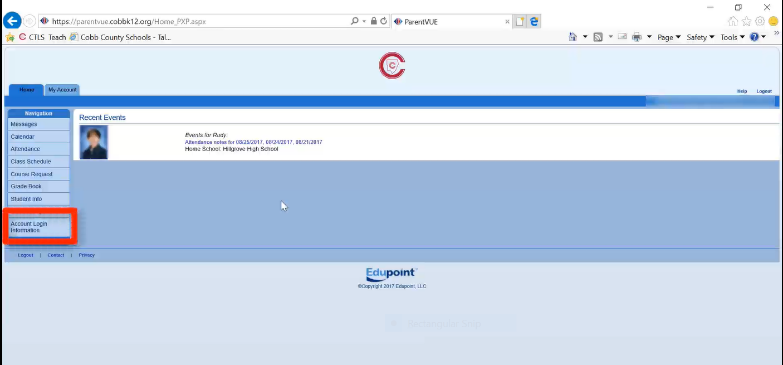 https://parentvue.cobbk12.org/Home_PXP.aspx
ParentVUE
CTLS Teach
Cobb County Schools - Tal...
Page
Safety
Tools
Home
My Account
Help
Logout
Navigation
Messages
Calendar
Attendance
Class Schedule
Course Request
Grade Book
Student Info
Account Login
Information
Recent Events
Events for Rudy
Attendance notes for 08/25/2017, 08/24/2017, 08/21/2017
Home School: Hillgrove High School
Logout | Contact | Privacy
Edupoint
©Copyright 2017 Edupoint, LLC